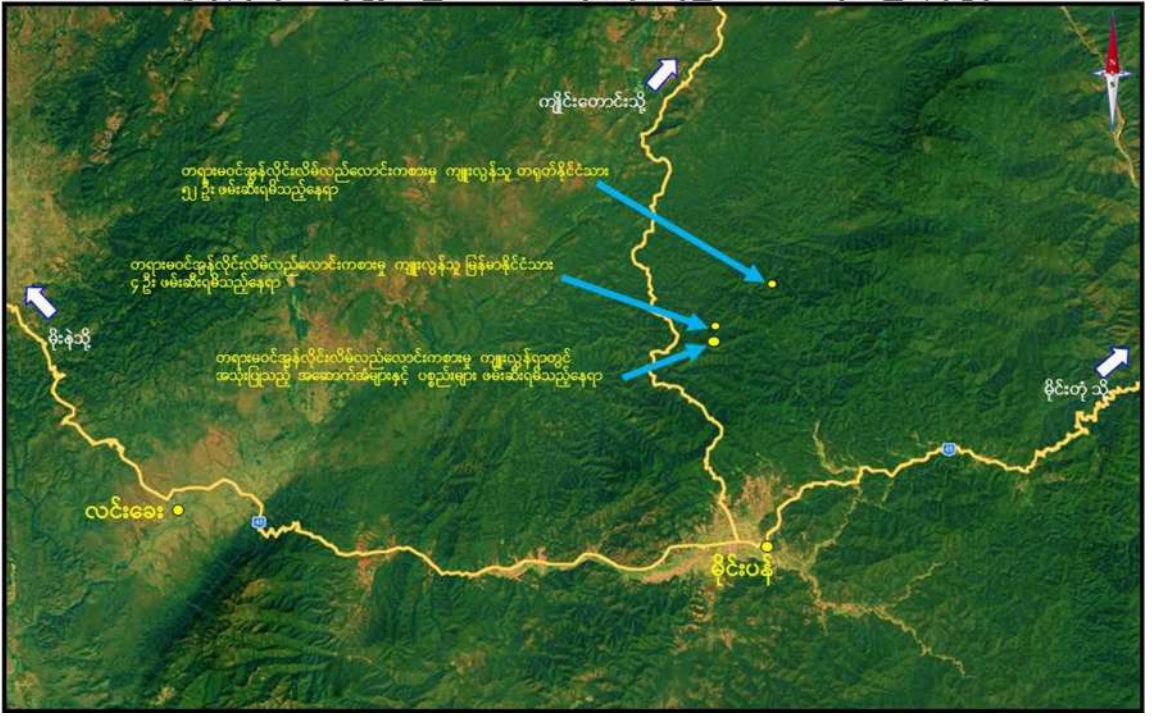 ကျိုင်းတောင်းသို့
တရားမဝင်အွန်လိုင်းလိမ်လည်လောင်းကစားမှု ကျူးလွန်သူ တရုတ်နိုင်ငံသား
၅၂ ဦး ဖမ်းဆီးရမိသည့်နေရာ
တရားမဝင်အွန်လိုင်းလိမ်လည်လောင်းကစားမှု ကျူးလွန်သူ မြန်မာနိုင်ငံသား
၄ ဦး ဖမ်းဆီးရမိသည့်နေရာ
မိုးနဲသို့
တရားမဝင်အွန်လိုင်းလိမ်လည်လောင်းကစားမှု ကျူးလွန်ရာတွင်
အသုံးပြုသည့် အဆောက်အအုံများနှင့် ပစ္စည်းများ ဖမ်းဆီးရမိသည့်နေရာ
မိုင်းတုံ သို့
45
လင်းခေး
45
မိုင်းပန်